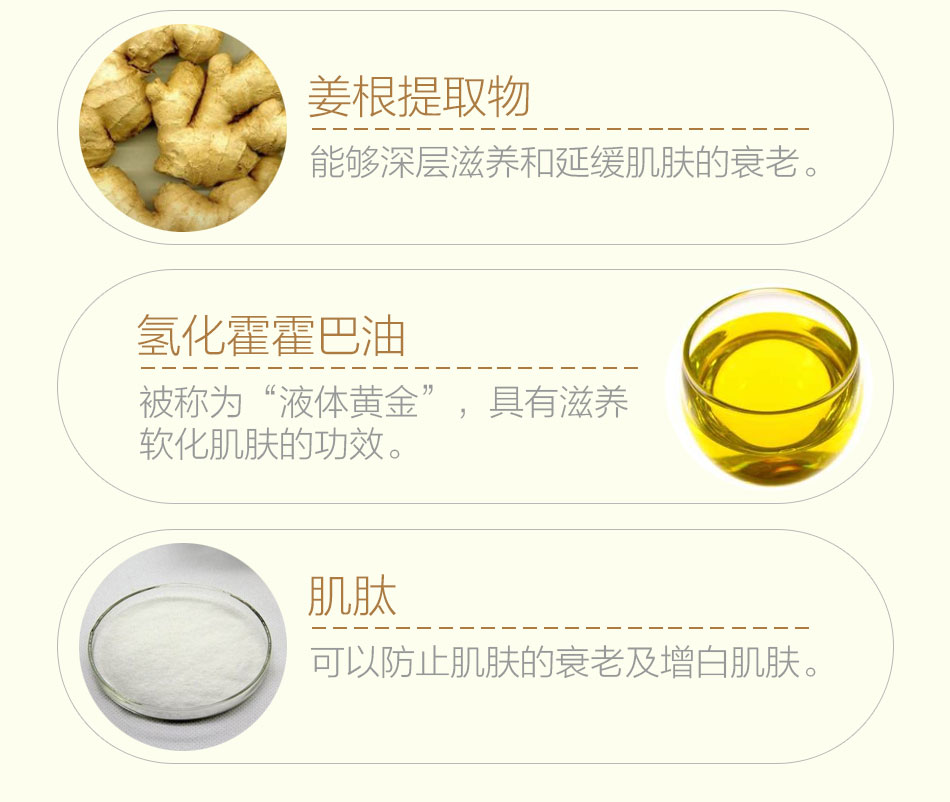 姜根提取物
能够深层滋养和延缓肌肤的衰老。
氢化霍霍巴油
被称为“液体黄金”，具有滋养
软化肌肤的功效。
肌肽
可以防止肌肤的衰老及增白肌肤。